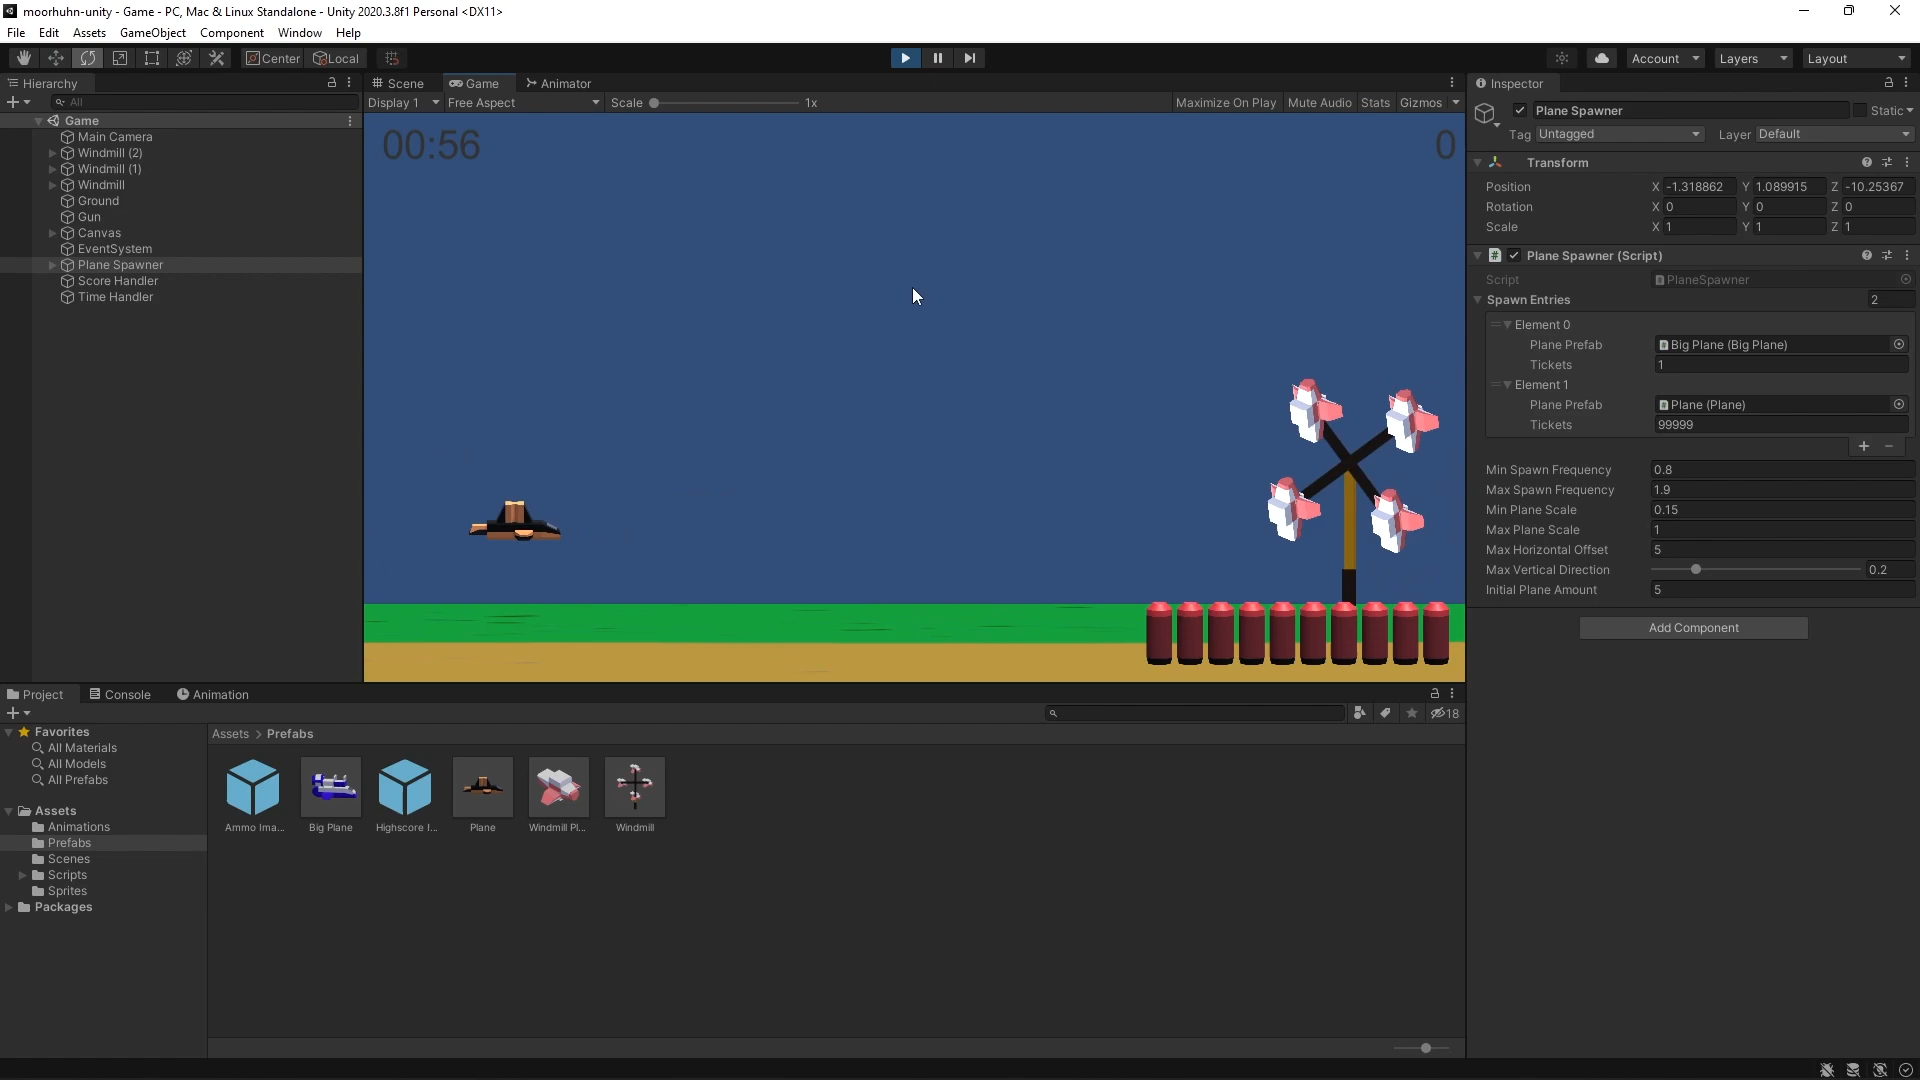 moorhuhn-unity - Game - PC, Mac & Linux Standalone - Unity 2020.3.8f1 Personal <DX11>
File Edit Assets GameObject Component Window Help
Center Local Account Layers Layout
Hierarchy
All
Game
Main Camera
Windmill (2)
Windmill (1)
Windmill
Ground
Gun
Canvas
EventSystem
Plane Spawner
Score Handler
Time Handler
Scene Game Animator
Display 1 Free Aspect Scale 1x Maximize On Play Mute Audio Stats Gizmos
00:56 0
Inspector
Plane Spawner Static
Tag Untagged Layer Default
Transform
Position X -1.318862 Y 1.089915 Z -10.25367
Rotation X 0 Y 0 Z 0
Scale X 1 Y 1 Z 1
Plane Spawner (Script)
Script PlaneSpawner
Spawn Entries 2
Element 0
Plane Prefab Big Plane (Big Plane)
Tickets 1
Element 1
Plane Prefab Plane (Plane)
Tickets 99999
Min Spawn Frequency 0.8
Max Spawn Frequency 1.9
Min Plane Scale 0.15
Max Plane Scale 1
Max Horizontal Offset 5
Max Vertical Direction 0.2
Initial Plane Amount 5
Add Component
Project Console Animation
18
Favorites
All Materials
All Models
All Prefabs
Assets
Animations
Prefabs
Scenes
Scripts
Sprites
Packages
Assets > Prefabs
Ammo Ima... Big Plane Highscore I... Plane Windmill Pl... Windmill